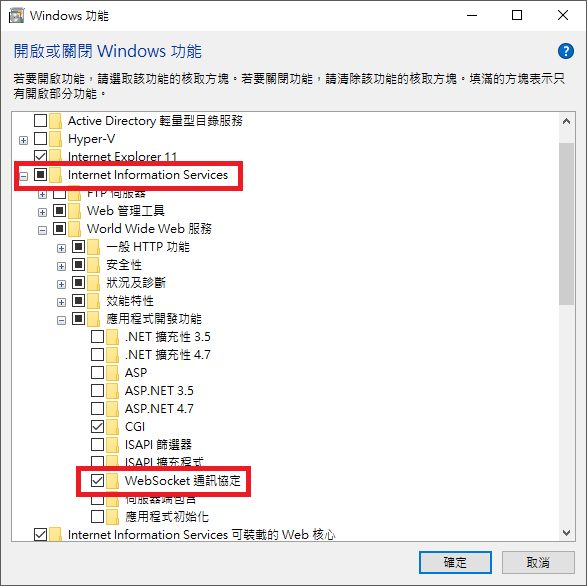 Windows 功能
開啟或關閉 Windows 功能
若要開啟功能，請選取該功能的核取方塊。若要關閉功能，請清除該功能的核取方塊。填滿的方塊表示只
有開啟部分功能。
Active Directory 輕量型目錄服務
Hyper-V
Internet Explorer 11
Internet Information Services
FTP 伺服器
Web 管理工具
World Wide Web 服務
一般 HTTP 功能
安全性
狀況及診斷
效能特性
應用程式開發功能
.NET 擴充性 3.5
.NET 擴充性 4.7
ASP
ASP.NET 3.5
ASP.NET 4.7
CGI
ISAPI 篩選器
ISAPI 擴充程式
WebSocket 通訊協定
伺服器端包含
應用程式初始化
Internet Information Services 可裝載的 Web 核心
確定
取消